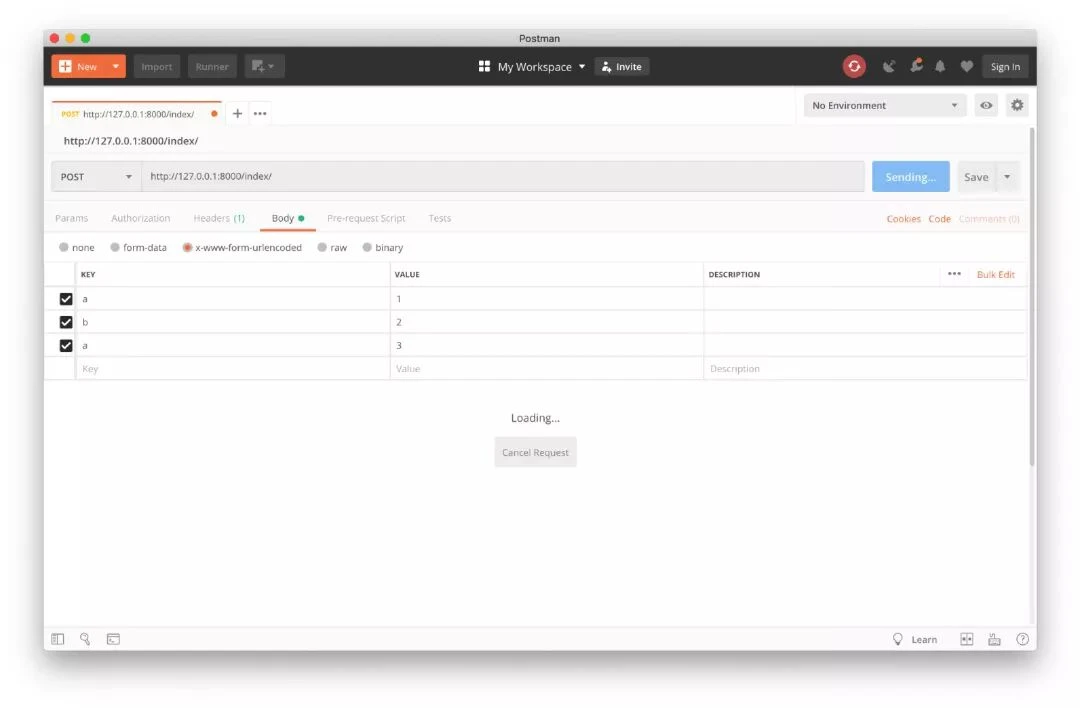 Postman
New Import Runner My Workspace Invite Sign In
POST http://127.0.0.1:8000/index/ No Environment
http://127.0.0.1:8000/index/
POST http://127.0.0.1:8000/index/ Sending... Save
Params Authorization Headers (1) Body Pre-request Script Tests Cookies Code Comments (0)
none form-data x-www-form-urlencoded raw binary
KEY VALUE DESCRIPTION Bulk Edit
a 1
b 2
a 3
Key Value Description
Loading...
Cancel Request
Learn